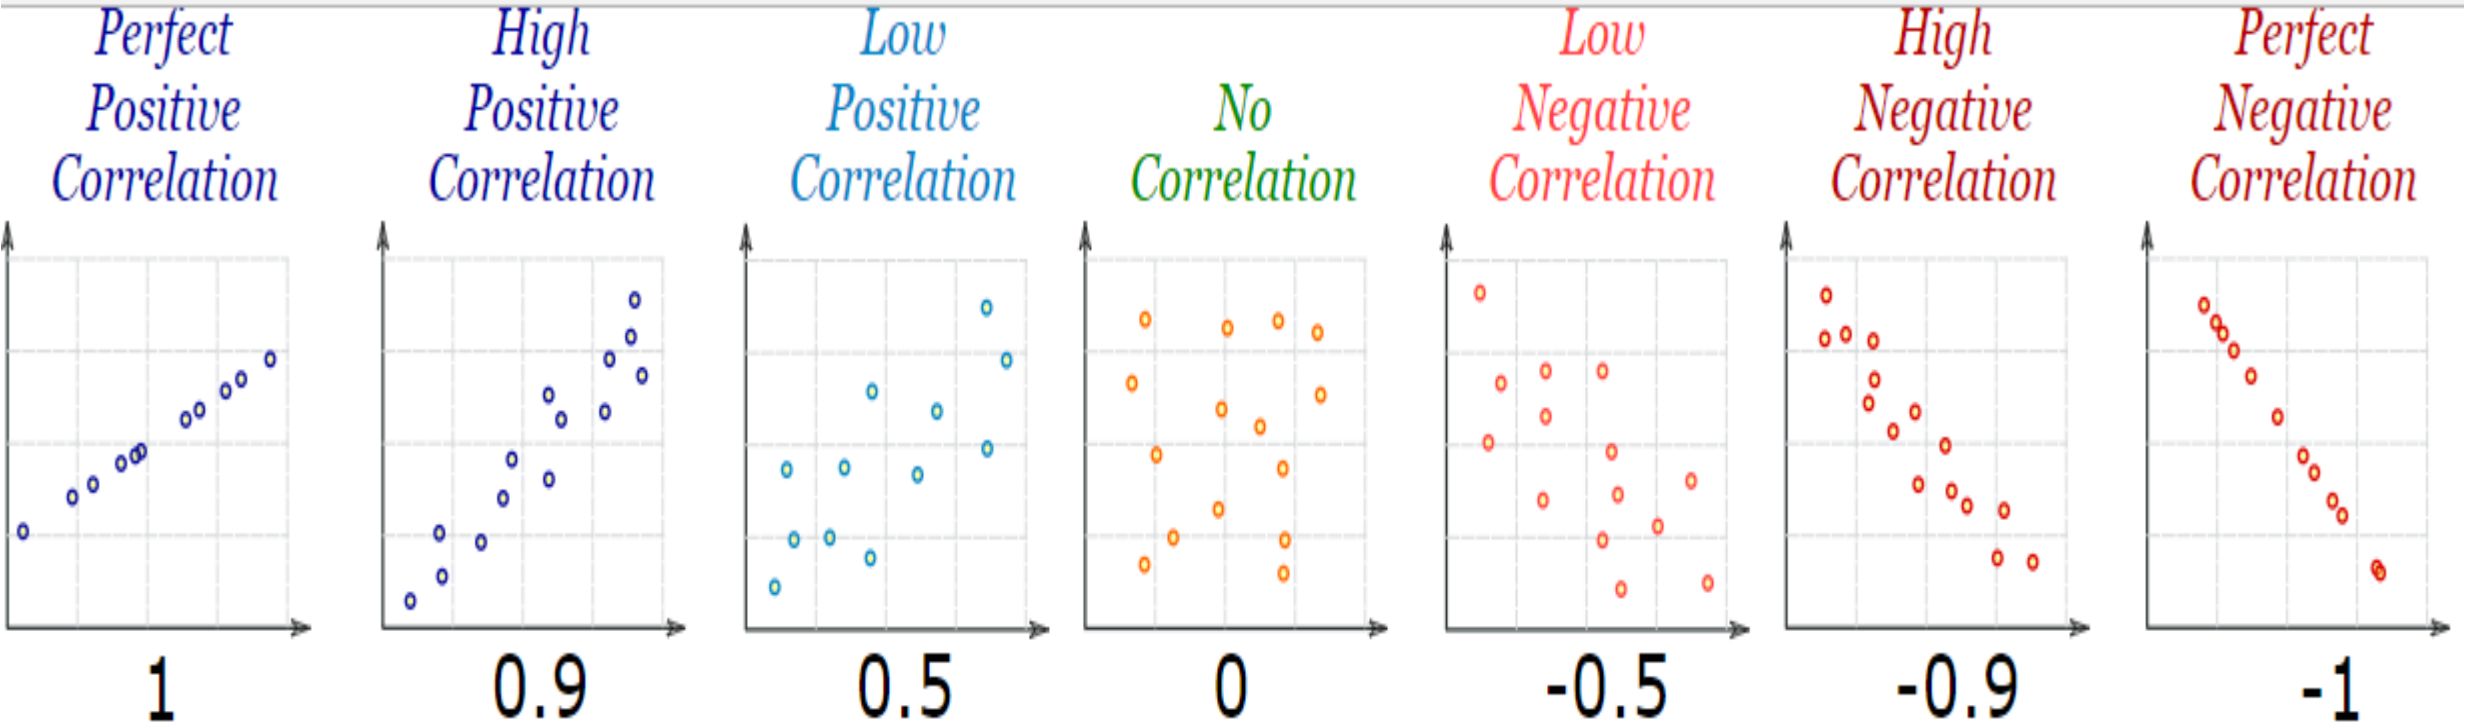 Perfect
Positive
Correlation
High
Positive
Correlation
Low
Positive
Correlation
No
Correlation
Low
Negative
Correlation
High
Negative
Correlation
Perfect
Negative
Correlation
1
0.9
0.5
0
-0.5
-0.9
-1